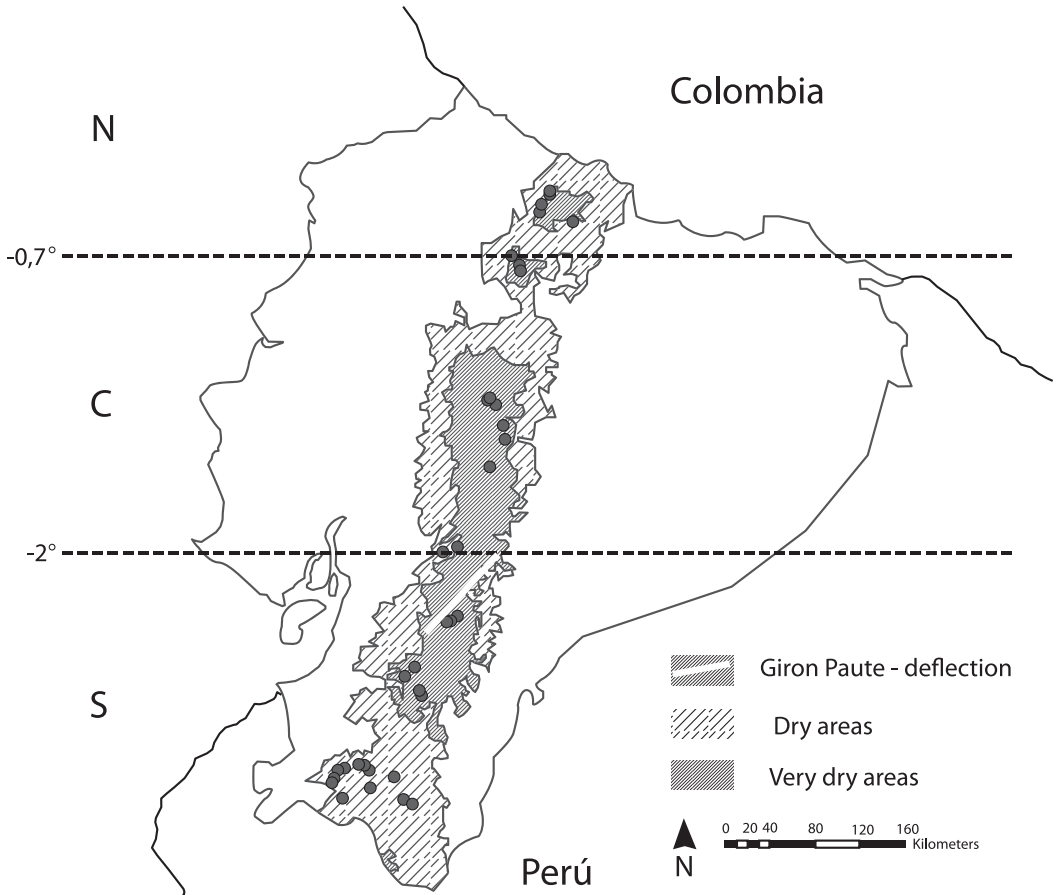 Colombia
N
-0,7°
C
-2°
S
Giron Paute - deflection
Dry areas
Very dry areas
0 20 40 80 120 160
Kilometers
N
Perú